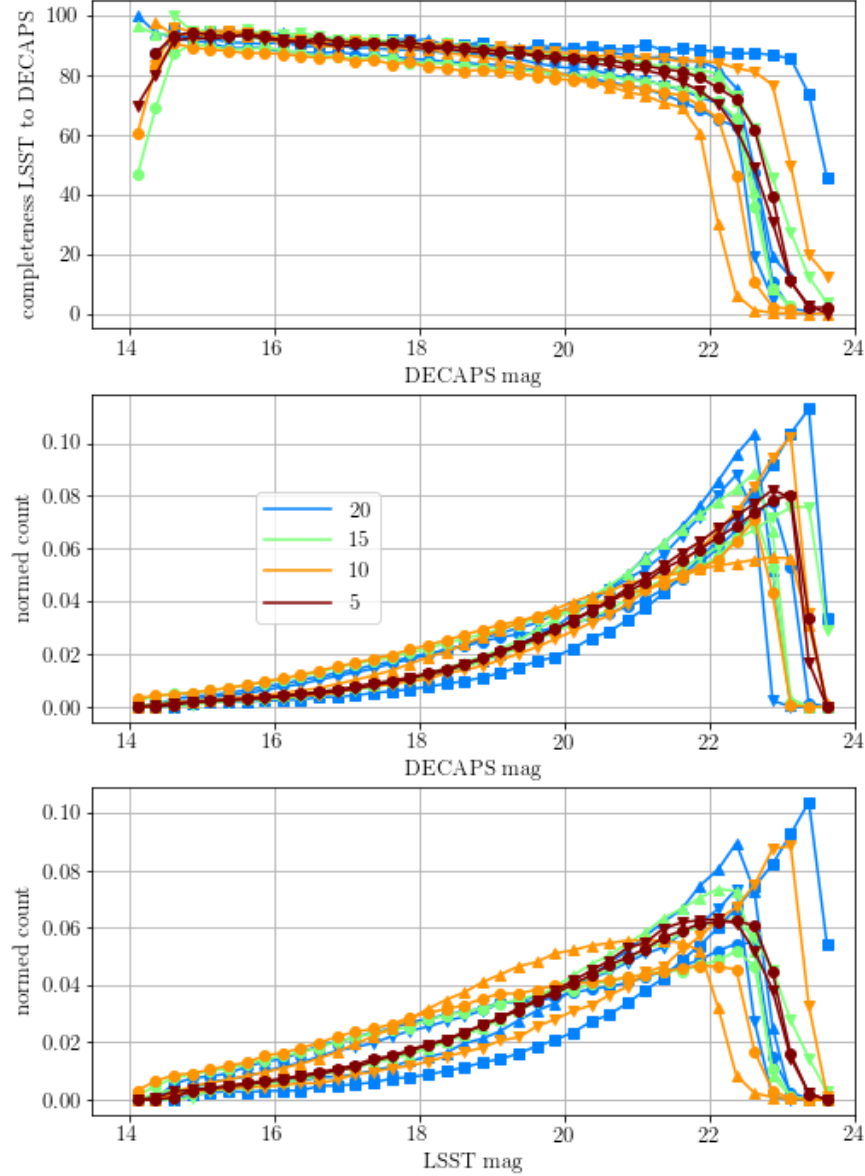 100
80
60
40
20
0
completeness LSST to DECAPS
14 16 18 20 22 24
DECAPS mag
0.10
0.08
0.06
0.04
0.02
0.00
normed count
20
15
10
5
14 16 18 20 22 24
DECAPS mag
0.10
0.08
0.06
0.04
0.02
0.00
normed count
14 16 18 20 22 24
LSST mag